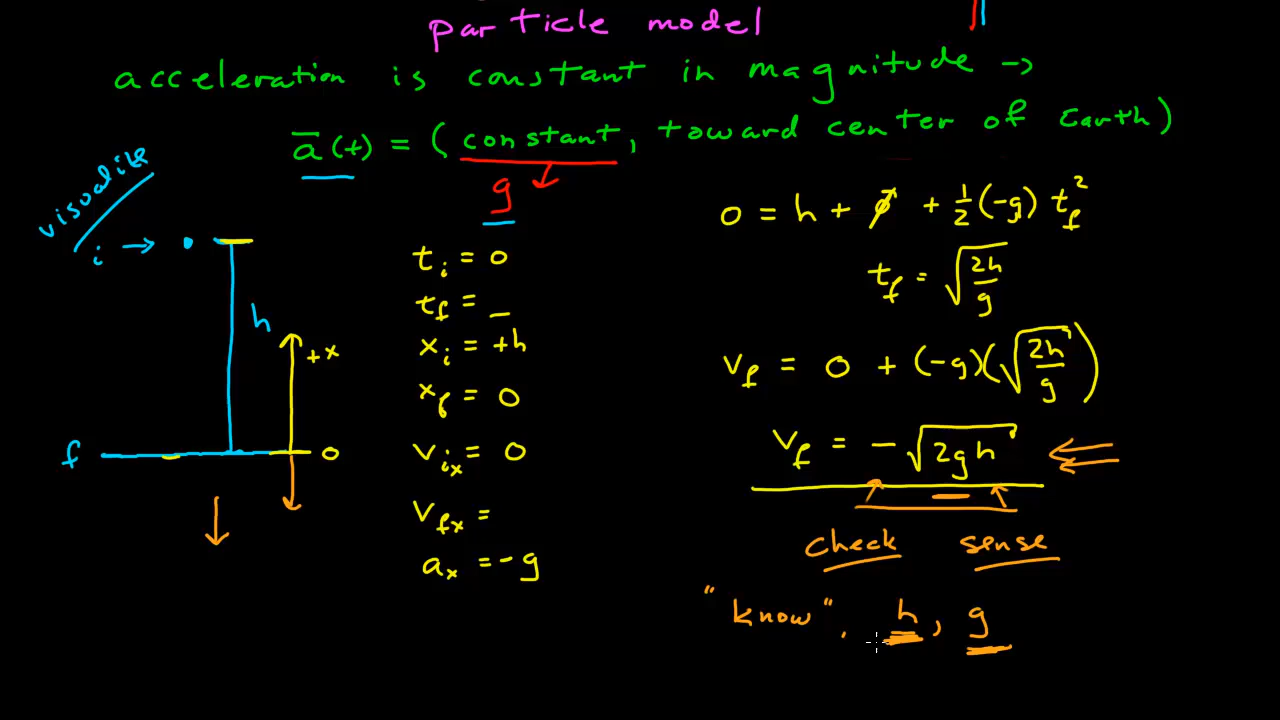 particle model
acceleration is constant in magnitude →
a̅(t) = (constant, toward center of Earth)
g
visualize
i →
h
+x
f
0
t_i = 0
t_f = _
x_i = +h
x_f = 0
v_ix = 0
v_fx =
a_x = -g
0 = h + 0 + 1/2 (-g) t_f^2
t_f = √(2h/g)
v_f = 0 + (-g)(√(2h/g))
v_f = - √(2gh)
check sense
"know", h, g